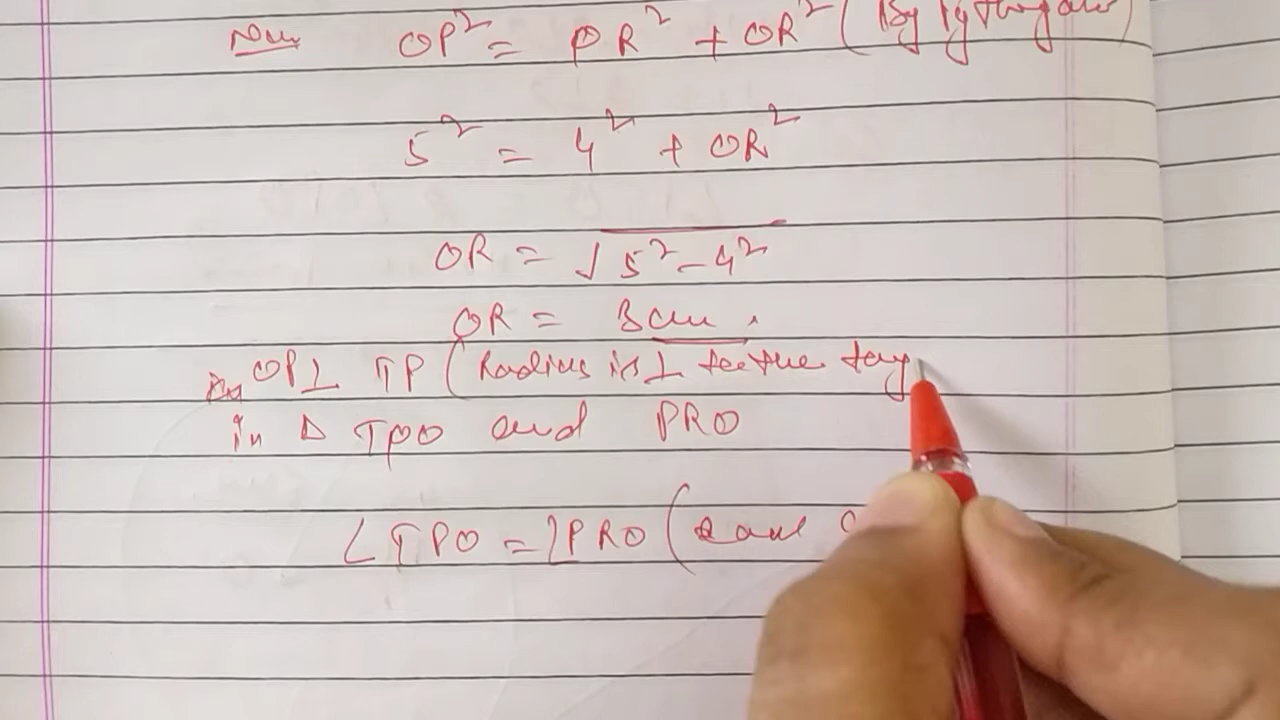 Now OP² = PR² + OR² (By Pythagoras)
5² = 4² + OR²
OR = √5²-4²
OR = 3cm.
OP⊥ TP (Radius is ⊥ to the tang
in Δ TPO and PRO
∠TPO = ∠PRO (